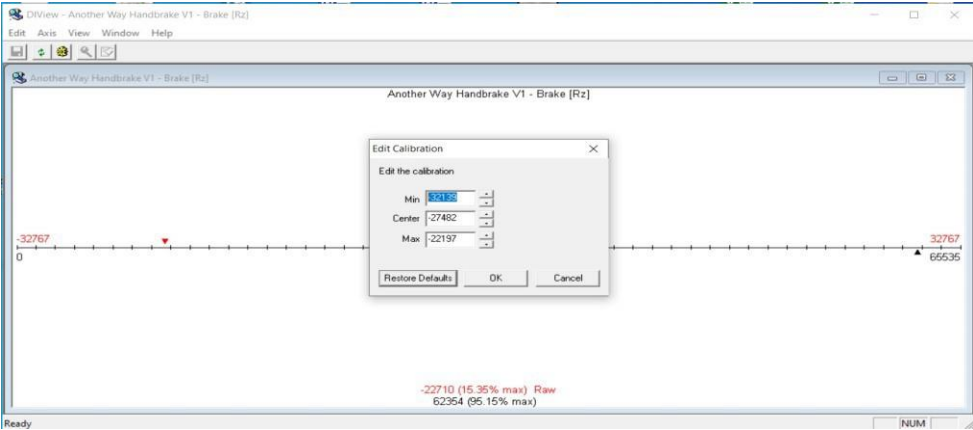 DIView - Another Way Handbrake V1 - Brake [Rz]
Edit Axis View Window Help
Another Way Handbrake V1 - Brake [Rz]
Another Way Handbrake V1 - Brake [Rz]
Edit Calibration
Edit the calibration
Min -32139
Center -27482
Max -22197
-32767 32767
0 65535
Restore Defaults OK Cancel
-22710 (15.35% max) Raw
62354 (95.15% max)
Ready NUM